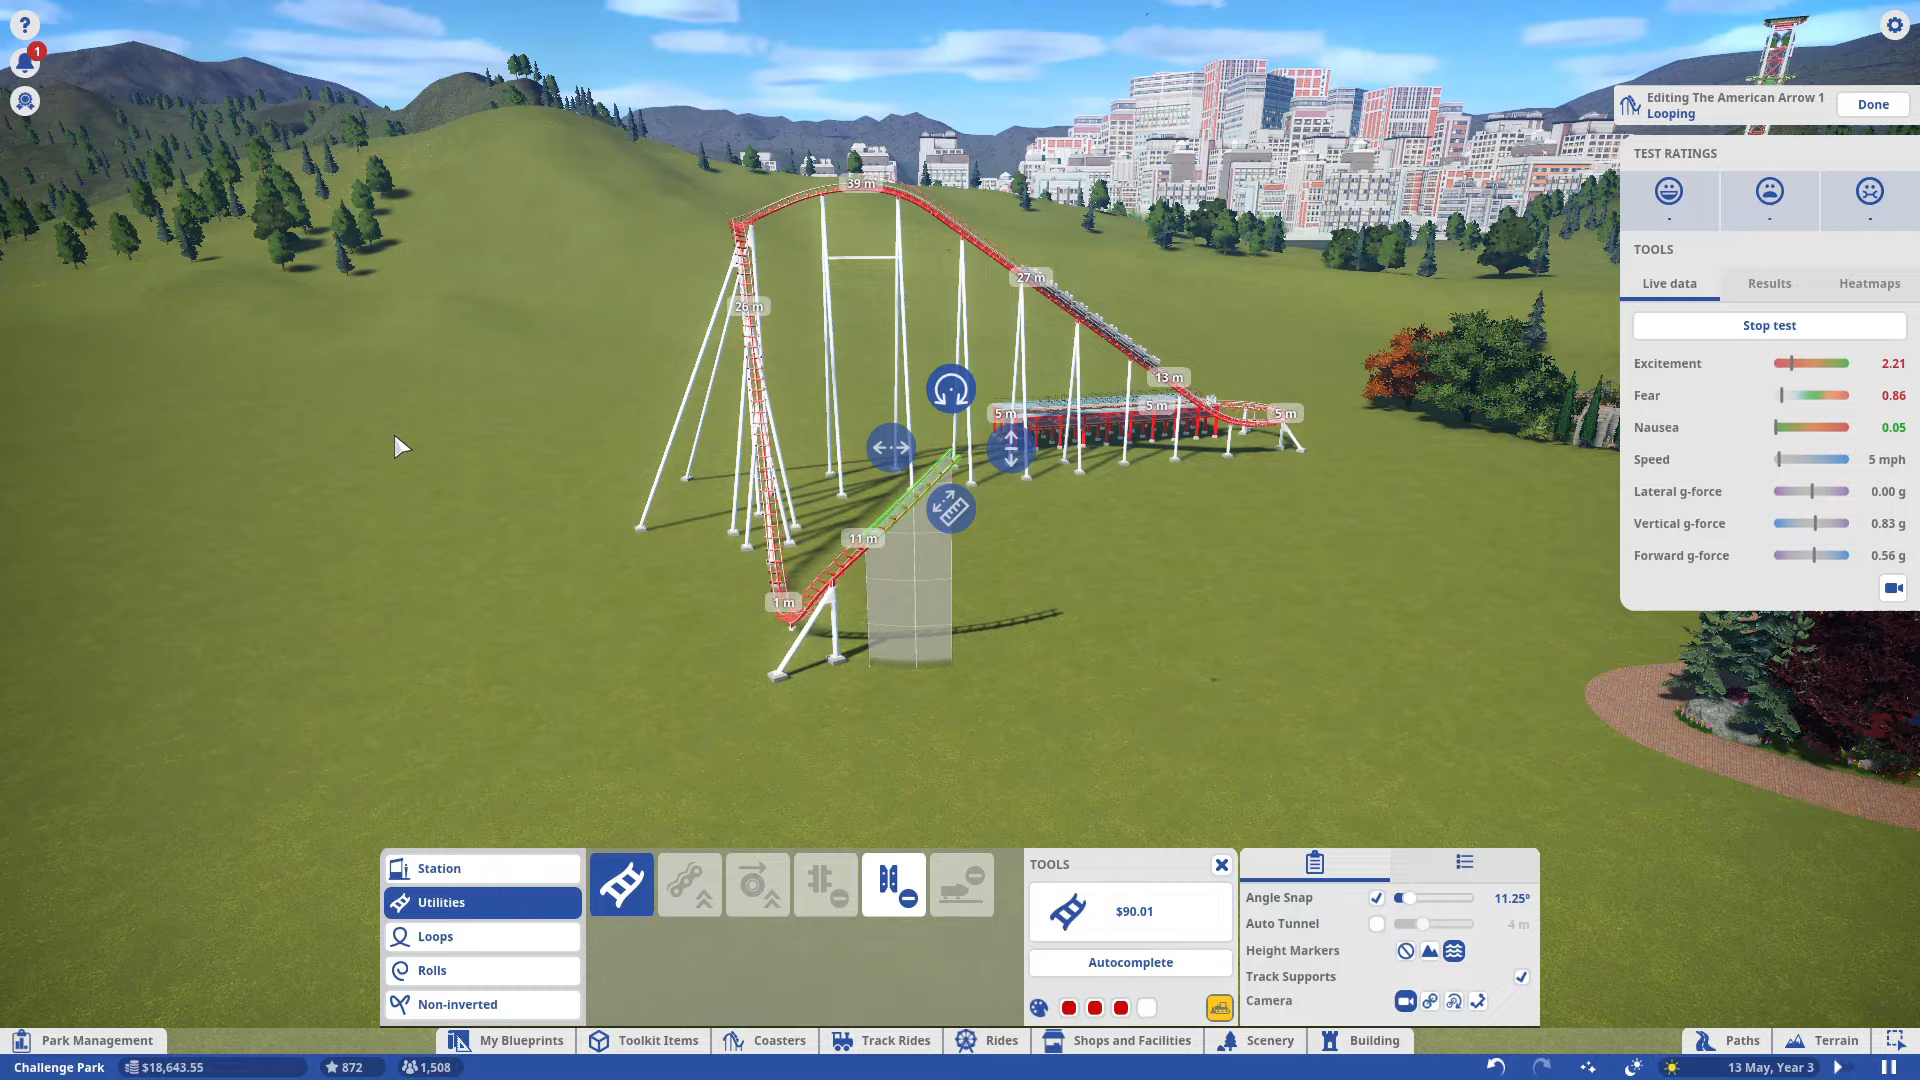 ?
1
Editing The American Arrow 1
Looping
Done
TEST RATINGS
-
-
-
TOOLS
Live data
Results
Heatmaps
Stop test
Excitement
2.21
Fear
0.86
Nausea
0.05
Speed
5 mph
Lateral g-force
0.00 g
Vertical g-force
0.83 g
Forward g-force
0.56 g
39 m
27 m
26 m
13 m
5 m
5 m
5 m
11 m
1 m
Station
Utilities
Loops
Rolls
Non-inverted
TOOLS
$90.01
Autocomplete
Angle Snap
11.25°
Auto Tunnel
4 m
Height Markers
Track Supports
Camera
Park Management
My Blueprints
Toolkit Items
Coasters
Track Rides
Rides
Shops and Facilities
Scenery
Building
Paths
Terrain
Challenge Park
$18,643.55
872
1,508
13 May, Year 3